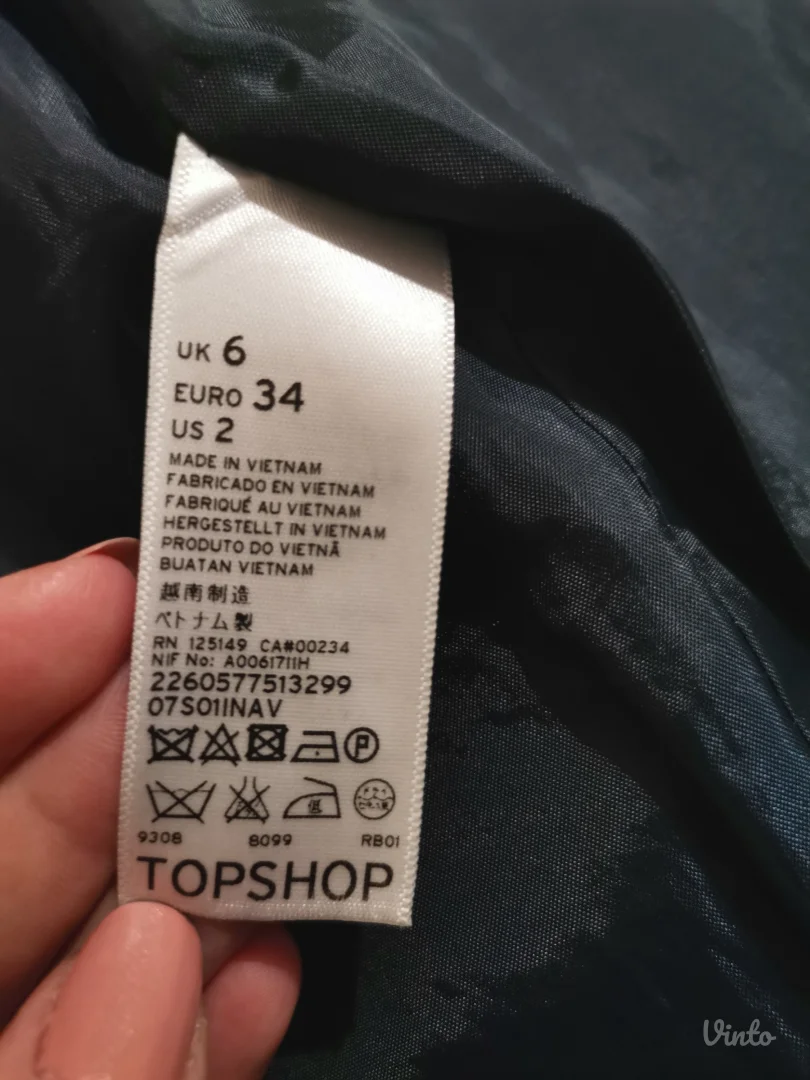 UK 6
EURO 34
US 2
MADE IN VIETNAM
FABRICADO EN VIETNAM
FABRIQUÉ AU VIETNAM
HERGESTELLT IN VIETNAM
PRODUTO DO VIETNÃ
BUATAN VIETNAM
越南制造
ベトナム製
RN 125149 CA#00234
NIF No: A0061711H
2260577513299
07S01INAV
P
低
9308 8099 RB01
TOPSHOP
Vinto